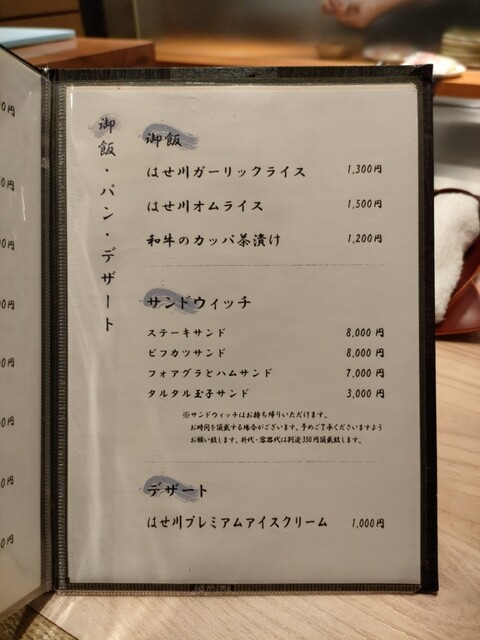 御飯・パン・デザート
御飯
はせ川ガーリックライス 1,300円
はせ川オムライス 1,500円
和牛のカッパ茶漬け 1,200円
サンドウィッチ
ステーキサンド 8,000円
ビフカツサンド 8,000円
フォアグラとハムサンド 7,000円
タルタル玉子サンド 3,000円
※サンドウィッチはお持ち帰りいただけます。
お時間を頂戴する場合がございます。予めご了承くださいますよう
お願い致します。折代・容器代は別途350円頂戴致します。
デザート
はせ川プレミアムアイスクリーム 1,000円